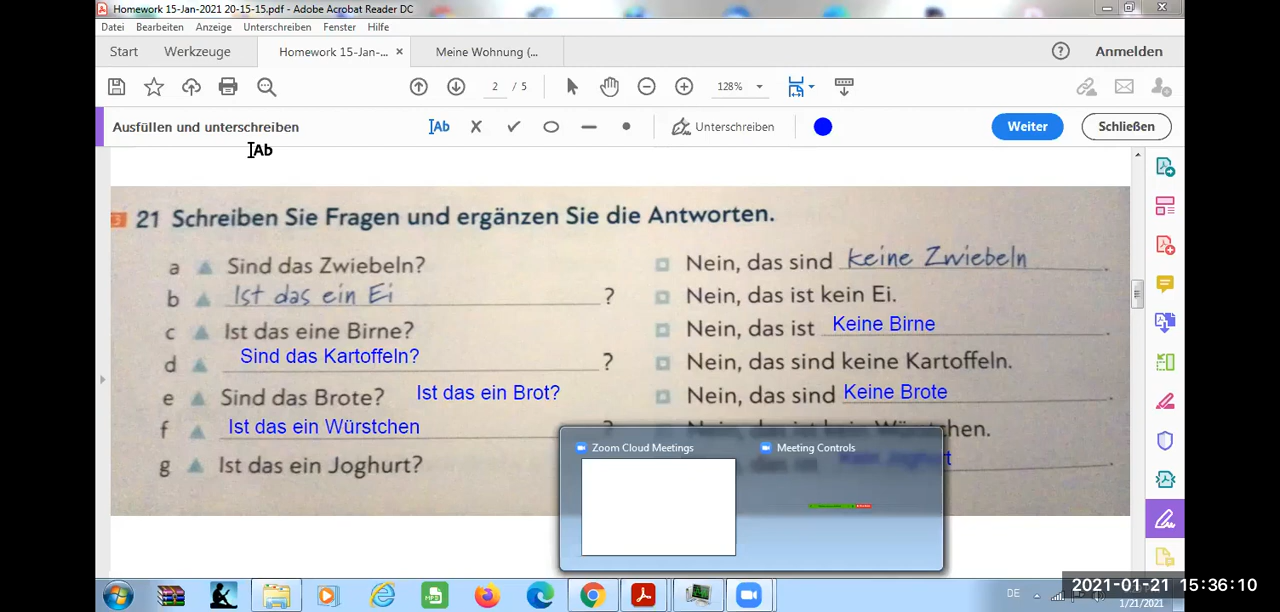 Homework 15-Jan-2021 20-15-15.pdf - Adobe Acrobat Reader DC
Datei Bearbeiten Anzeige Unterschreiben Fenster Hilfe
Start Werkzeuge Homework 15-Jan-... × Meine Wohnung (... Anmelden
2 / 5 128%
Ausfüllen und unterschreiben Ab Unterschreiben Weiter Schließen
Ab
21 Schreiben Sie Fragen und ergänzen Sie die Antworten.
a Sind das Zwiebeln? Nein, das sind keine Zwiebeln.
b Ist das ein Ei ? Nein, das ist kein Ei.
c Ist das eine Birne? Nein, das ist Keine Birne.
d Sind das Kartoffeln? ? Nein, das sind keine Kartoffeln.
e Sind das Brote? Ist das ein Brot? Nein, das sind Keine Brote.
f Ist das ein Würstchen
g Ist das ein Joghurt?
Zoom Cloud Meetings Meeting Controls
DE
2021-01-21 15:36:10
1/21/2021